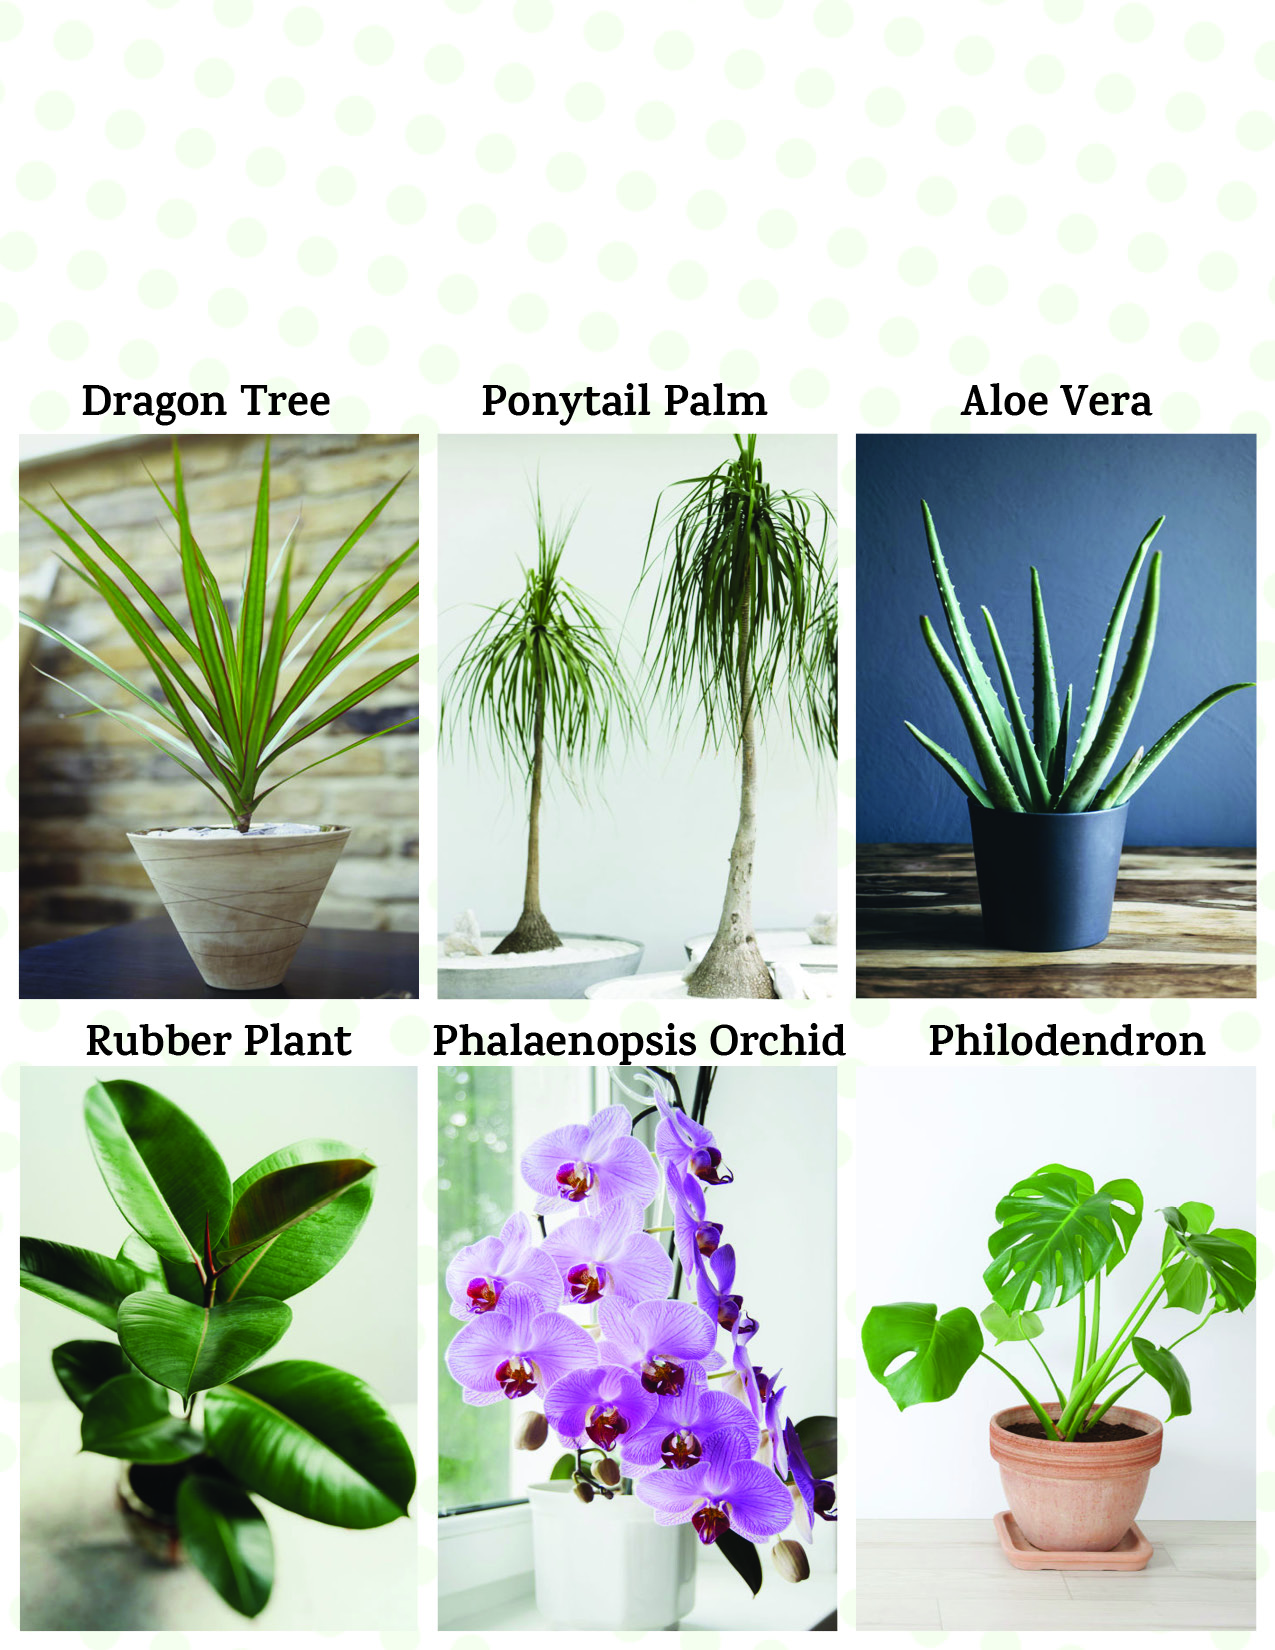 Dragon Tree
Ponytail Palm
Aloe Vera
Rubber Plant
Phalaenopsis Orchid
Philodendron